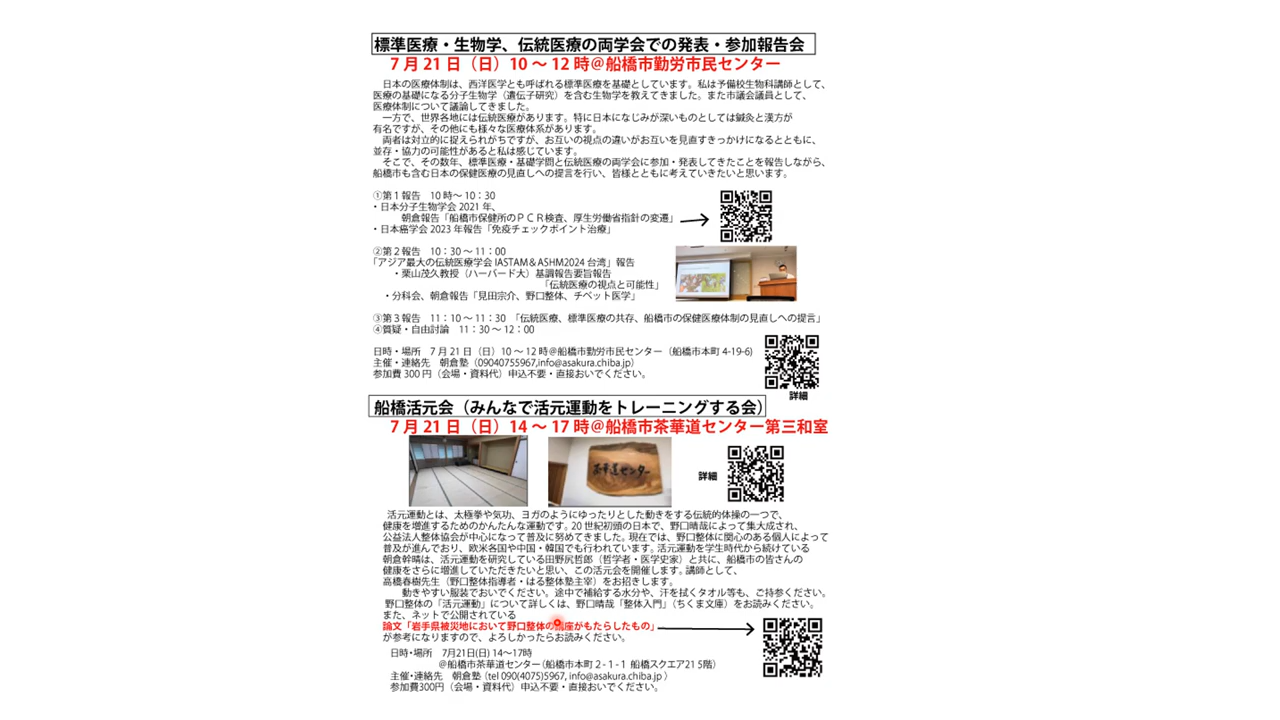 標準医療・生物学、伝統医療の両学会での発表・参加報告会
7月21日（日）10～12時＠船橋市勤労市民センター
日本の医療体制は、西洋医学とも呼ばれる標準医療を基礎としています。私は予備校生物科講師として、
医療の基礎になる分子生物学（遺伝子研究）を含む生物学を教えてきました。また市議会議員として、
医療体制について議論してきました。
一方で、世界各地には伝統医療があります。特に日本になじみが深いものとしては鍼灸と漢方が
有名ですが、その他にも様々な医療体系があります。
両者は対立的に捉えられがちですが、お互いの視点の違いがお互いを見直すきっかけになるとともに、
並存・協力の可能性があると私は感じています。
そこで、その数年、標準医療・基礎学問と伝統医療の両学会に参加・発表してきたことを報告しながら、
船橋市も含む日本の保健医療の見直しへの提言を行い、皆様とともに考えていきたいと思います。
①第1報告 10時～10：30
・日本分子生物学会2021年、
朝倉報告「船橋市保健所のPCR検査、厚生労働省指針の変遷」
・日本癌学会2023年報告「免疫チェックポイント治療」
②第2報告 10：30～11：00
「アジア最大の伝統医療学会IASTAM＆ASHM2024台湾」報告
・栗山茂久教授（ハーバード大）基調報告要旨報告
「伝統医療の視点と可能性」
・分科会、朝倉報告「見田宗介、野口整体、チベット医学」
③第3報告 11：10～11：30 「伝統医療、標準医療の共存、船橋市の保健医療体制の見直しへの提言」
④質疑・自由討論 11：30～12：00
日時・場所 7月21日（日）10～12時＠船橋市勤労市民センター（船橋市本町4-19-6)
主催・連絡先 朝倉塾（09040755967,info@asakura.chiba.jp）
参加費300円（会場・資料代）申込不要・直接おいでください。
詳細
船橋活元会（みんなで活元運動をトレーニングする会）
7月21日（日）14～17時＠船橋市茶華道センター第三和室
茶華道センター
詳細
活元運動とは、太極拳や気功、ヨガのようにゆったりとした動きをする伝統的体操の一つで、
健康を増進するためのかんたんな運動です。20世紀初頭の日本で、野口晴哉によって集大成され、
公益法人整体協会が中心になって普及に努めてきました。現在では、野口整体に関心のある個人によって
普及が進んでおり、欧米各国や中国・韓国でも行われています。活元運動を学生時代から続けている
朝倉幹晴は、活元運動を研究している田野尻哲郎（哲学者・医学史家）と共に、船橋市の皆さんの
健康をさらに増進していただきたいと思い、この活元会を開催します。講師として、
高橋春樹先生（野口整体指導者・はる整体塾主宰）をお招きします。
動きやすい服装でおいでください。途中で補給する水分や、汗を拭くタオル等も、ご持参ください。
野口整体の「活元運動」について詳しくは、野口晴哉「整体入門」（ちくま文庫）をお読みください。
また、ネットで公開されている
論文「岩手県被災地において野口整体の講座がもたらしたもの」
が参考になりますので、よろしかったらお読みください。
日時・場所 7月21日(日) 14～17時
＠船橋市茶華道センター（船橋市本町２-１-１ 船橋スクエア21 5階）
主催・連絡先 朝倉塾（tel 090(4075)5967, info@asakura.chiba.jp ）
参加費300円（会場・資料代）申込不要・直接おいでください。